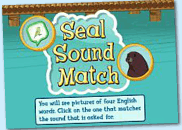 Seal
Sound
Match
You will see pictures of four English
words. Click on the one that matches
the sound that is asked for.